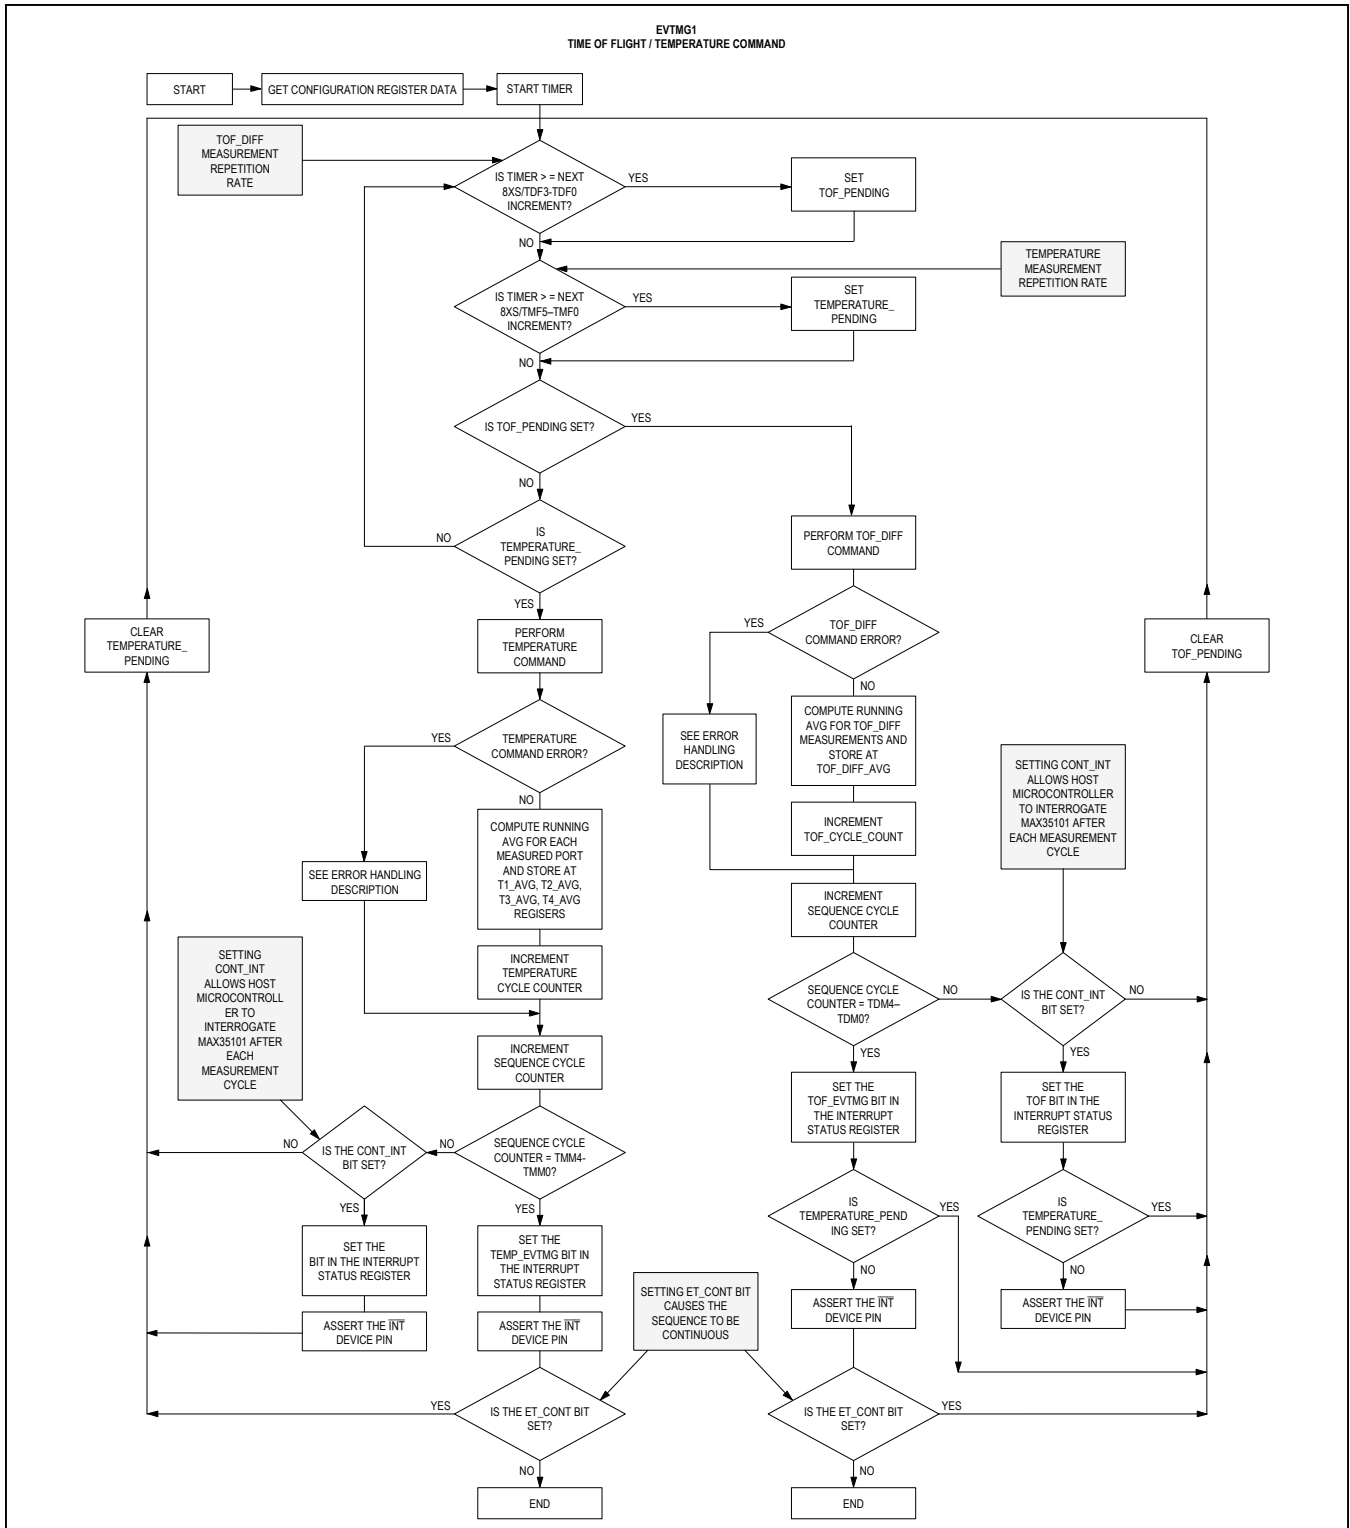 EVTMG1
TIME OF FLIGHT / TEMPERATURE COMMAND
START
GET CONFIGURATION REGISTER DATA
START TIMER
TOF_DIFF
MEASUREMENT
REPETITION
RATE
IS TIMER > = NEXT
8XS/TDF3-TDF0
INCREMENT?
YES
SET
TOF_PENDING
NO
TEMPERATURE
MEASUREMENT
REPETITION RATE
IS TIMER > = NEXT
8XS/TMF5–TMF0
INCREMENT?
YES
SET
TEMPERATURE_
PENDING
NO
IS TOF_PENDING SET?
YES
NO
IS
TEMPERATURE_
PENDING SET?
NO
YES
PERFORM TOF_DIFF
COMMAND
CLEAR
TEMPERATURE_
PENDING
PERFORM
TEMPERATURE
COMMAND
TOF_DIFF
COMMAND ERROR?
YES
NO
CLEAR
TOF_PENDING
TEMPERATURE
COMMAND ERROR?
YES
NO
SEE ERROR
HANDLING
DESCRIPTION
COMPUTE RUNNING
AVG FOR TOF_DIFF
MEASUREMENTS AND
STORE AT
TOF_DIFF_AVG
SETTING CONT_INT
ALLOWS HOST
MICROCONTROLLER
TO INTERROGATE
MAX35101 AFTER
EACH MEASUREMENT
CYCLE
INCREMENT
TOF_CYCLE_COUNT
SEE ERROR HANDLING
DESCRIPTION
COMPUTE RUNNING
AVG FOR EACH
MEASURED PORT
AND STORE AT
T1_AVG, T2_AVG,
T3_AVG, T4_AVG
REGISERS
INCREMENT
SEQUENCE CYCLE
COUNTER
SETTING
CONT_INT
ALLOWS HOST
MICROCONTROLL
ER TO
INTERROGATE
MAX35101 AFTER
EACH
MEASUREMENT
CYCLE
INCREMENT
TEMPERATURE
CYCLE COUNTER
SEQUENCE CYCLE
COUNTER = TDM4–
TDM0?
NO
YES
IS THE CONT_INT
BIT SET?
NO
YES
INCREMENT
SEQUENCE CYCLE
COUNTER
SET THE
TOF_EVTMG BIT IN
THE INTERRUPT
STATUS REGISTER
SET THE
TOF BIT IN THE
INTERRUPT STATUS
REGISTER
NO
IS THE CONT_INT
BIT SET?
YES
NO
SEQUENCE CYCLE
COUNTER = TMM4-
TMM0?
YES
IS
TEMPERATURE_PEND
ING SET?
YES
NO
IS
TEMPERATURE_
PENDING SET?
YES
NO
SET THE
BIT IN THE INTERRUPT
STATUS REGISTER
SET THE
TEMP_EVTMG BIT IN
THE INTERRUPT
STATUS REGISTER
SETTING ET_CONT BIT
CAUSES THE
SEQUENCE TO BE
CONTINUOUS
ASSERT THE INT
DEVICE PIN
ASSERT THE INT
DEVICE PIN
ASSERT THE INT
DEVICE PIN
ASSERT THE INT
DEVICE PIN
YES
IS THE ET_CONT BIT
SET?
NO
IS THE ET_CONT BIT
SET?
YES
NO
END
END